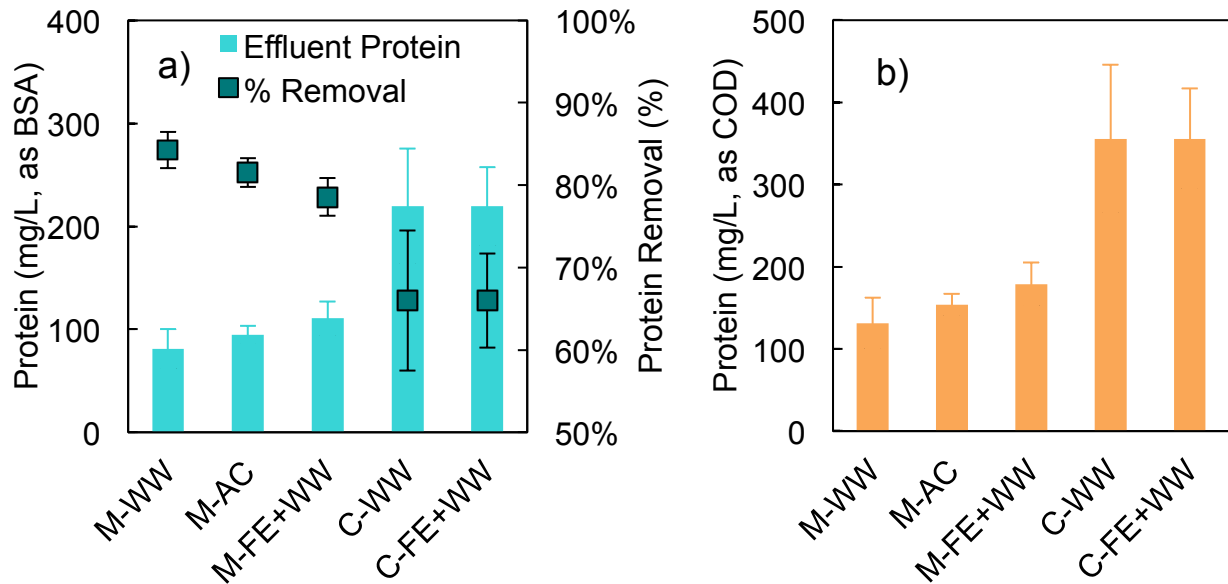 a)
Effluent Protein
% Removal
Protein (mg/L, as BSA)
400
300
200
100
0
100%
90%
80%
70%
60%
50%
Protein Removal (%)
M-WW
M-AC
M-FE+WW
C-WW
C-FE+WW
b)
Protein (mg/L, as COD)
500
400
300
200
100
0
M-WW
M-AC
M-FE+WW
C-WW
C-FE+WW